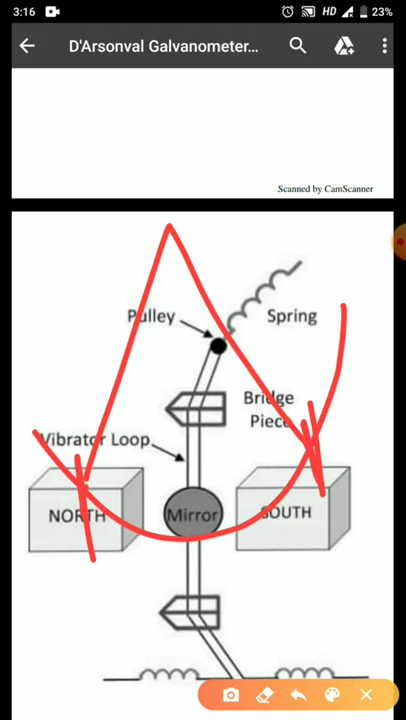 3:16 HD 23%
D'Arsonval Galvanometer...
Scanned by CamScanner
Pulley
Spring
Bridge
Piece
Vibrator Loop
NORTH
Mirror
SOUTH